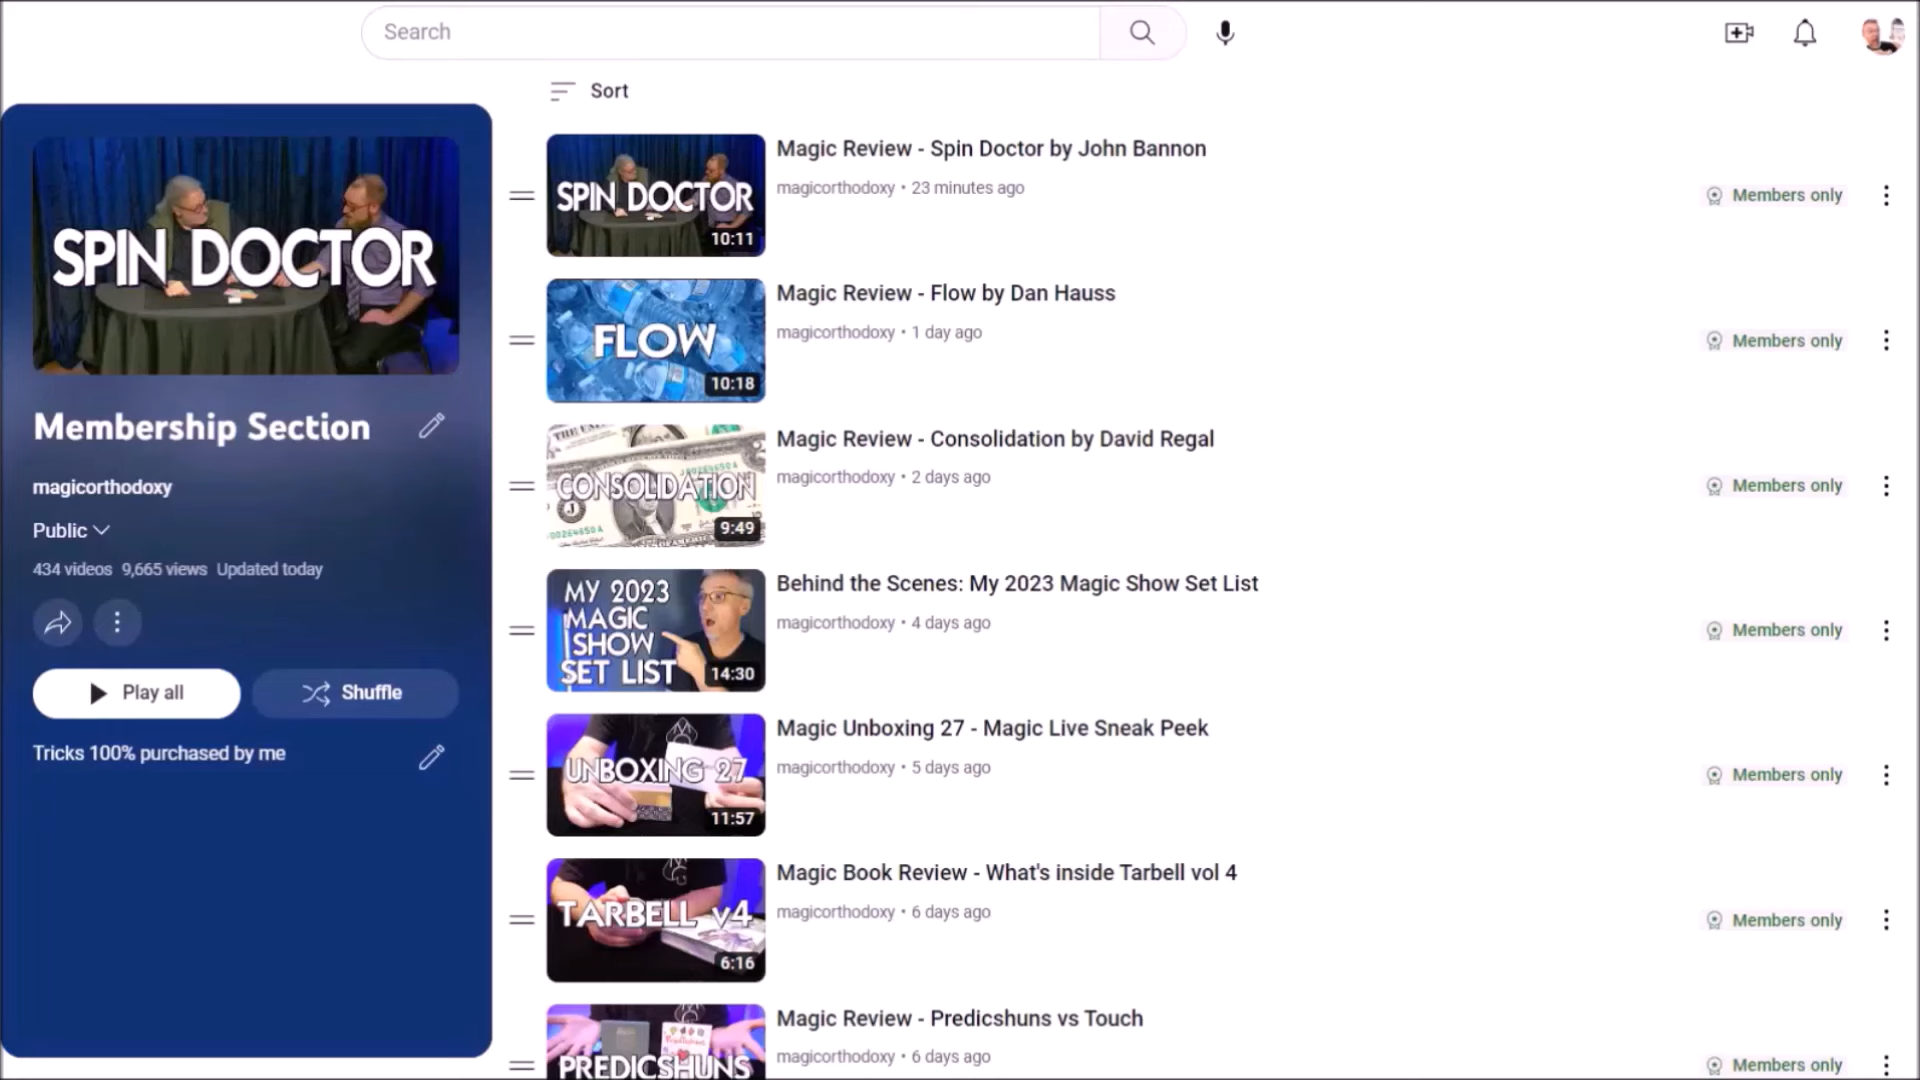 Search
Sort
SPIN DOCTOR
Membership Section
magicorthodoxy
Public
434 videos 9,665 views Updated today
Play all
Shuffle
Tricks 100% purchased by me
SPIN DOCTOR
10:11
Magic Review - Spin Doctor by John Bannon
magicorthodoxy • 23 minutes ago
Members only
FLOW
10:18
Magic Review - Flow by Dan Hauss
magicorthodoxy • 1 day ago
Members only
CONSOLIDATION
9:49
Magic Review - Consolidation by David Regal
magicorthodoxy • 2 days ago
Members only
MY 2023
MAGIC
SHOW
SET LIST
14:30
Behind the Scenes: My 2023 Magic Show Set List
magicorthodoxy • 4 days ago
Members only
UNBOXING 27
11:57
Magic Unboxing 27 - Magic Live Sneak Peek
magicorthodoxy • 5 days ago
Members only
TARBELL v4
6:16
Magic Book Review - What's inside Tarbell vol 4
magicorthodoxy • 6 days ago
Members only
PREDICSHUNS
Magic Review - Predicshuns vs Touch
magicorthodoxy • 6 days ago
Members only